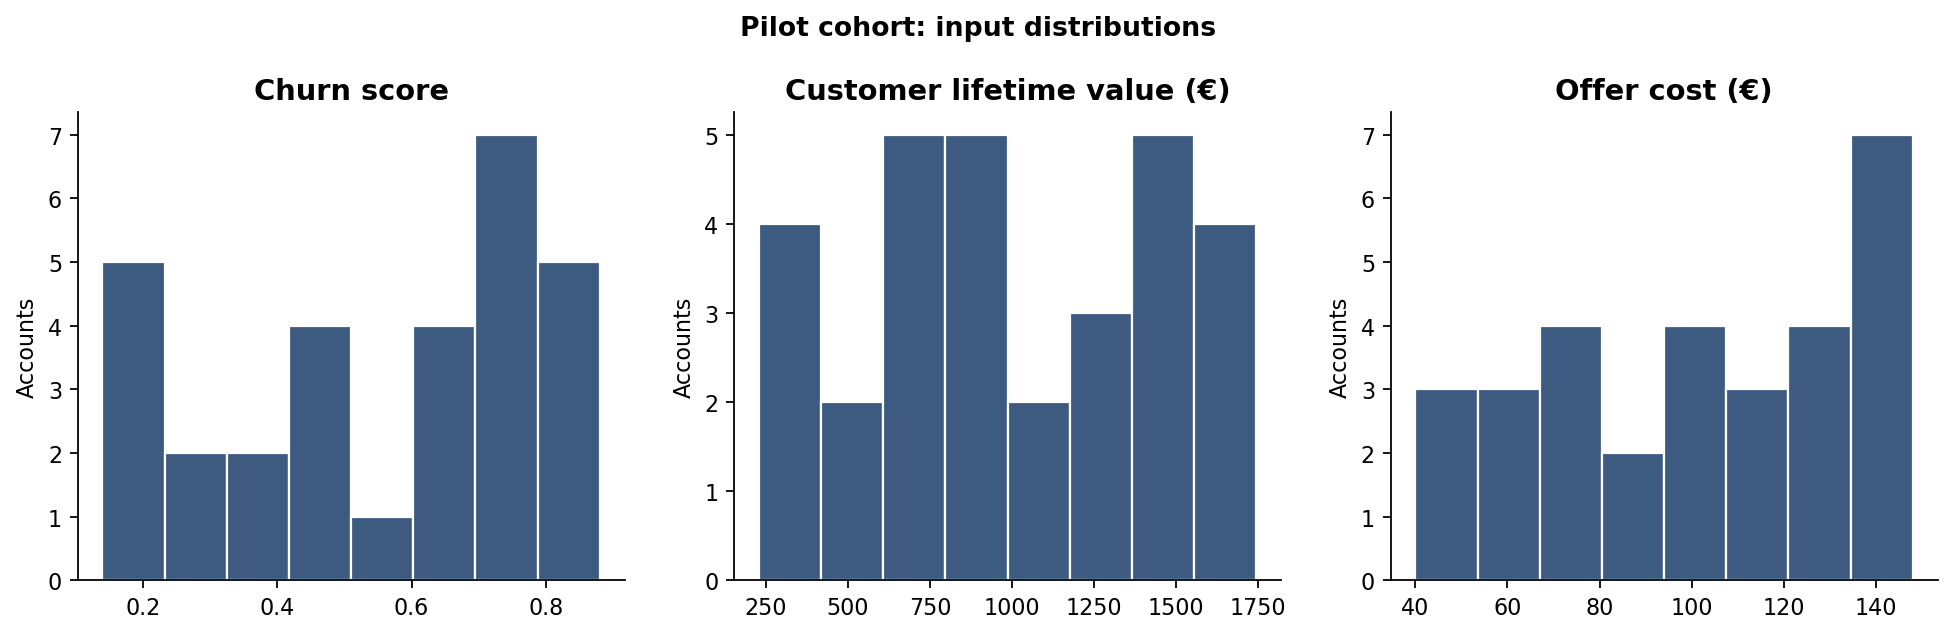 Pilot cohort: input distributions
Churn score
Accounts
7
6
5
4
3
2
1
0
0.2 0.4 0.6 0.8
Customer lifetime value (€)
Accounts
5
4
3
2
1
0
250 500 750 1000 1250 1500 1750
Offer cost (€)
Accounts
7
6
5
4
3
2
1
0
40 60 80 100 120 140